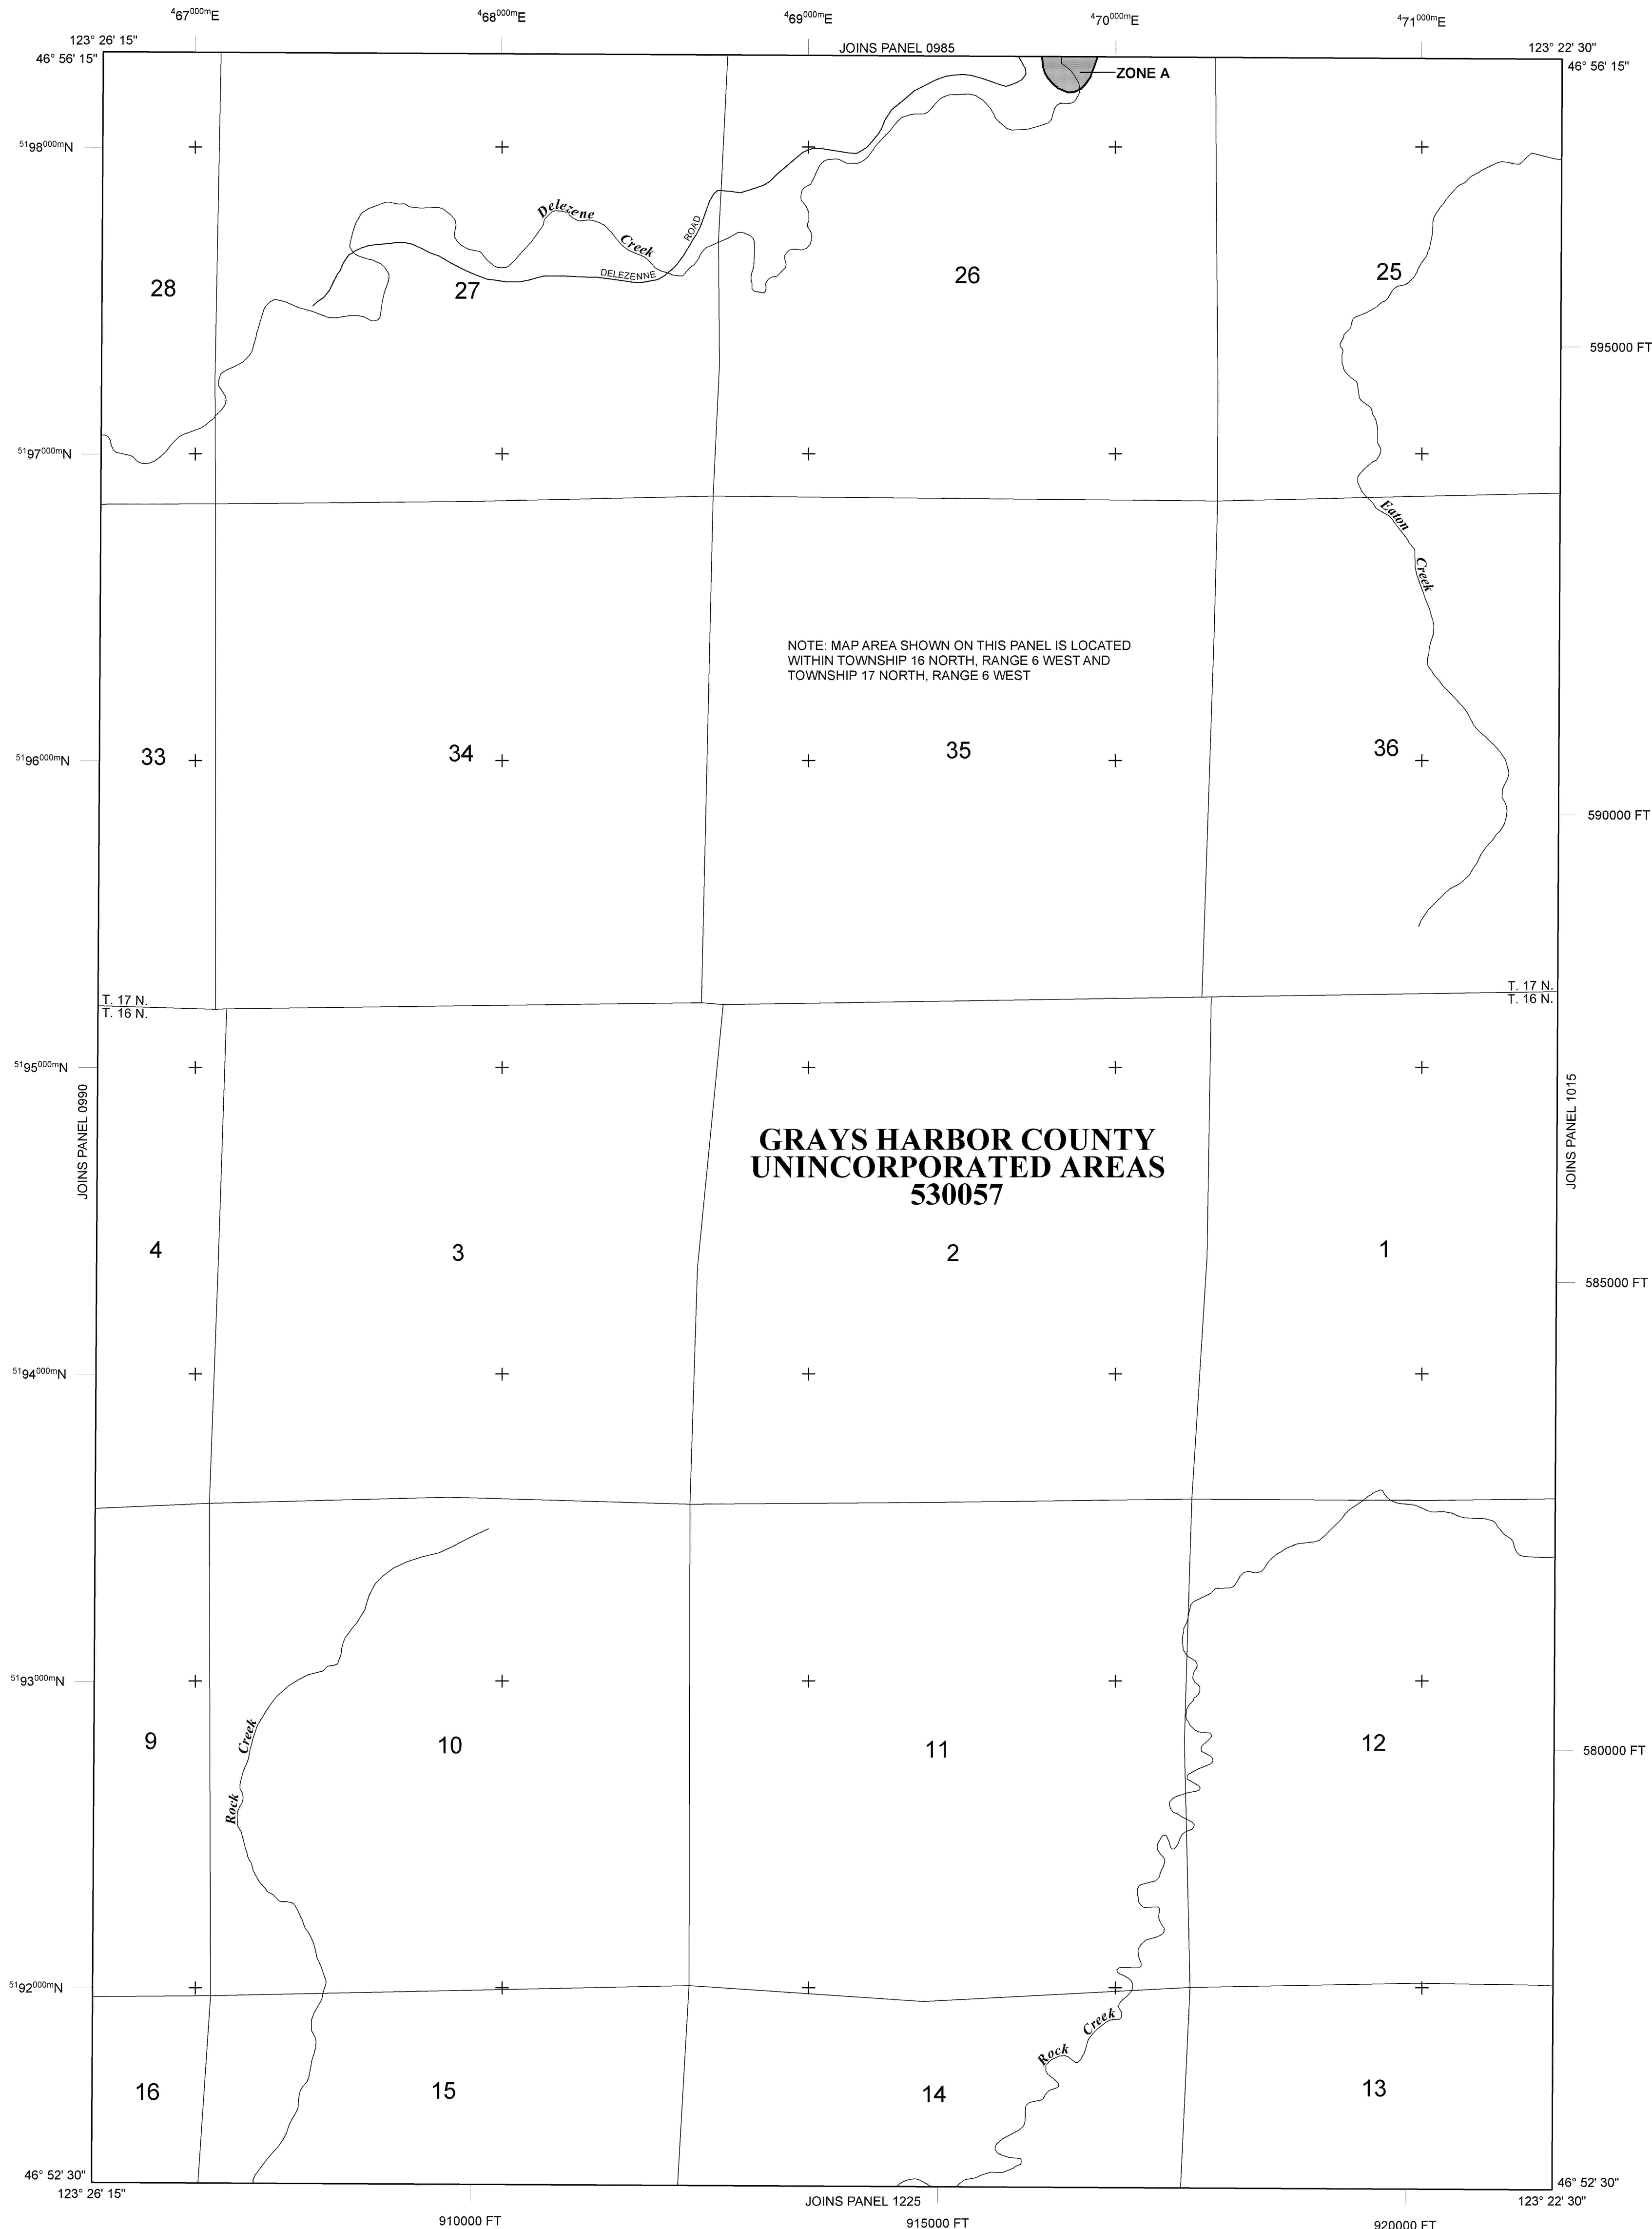 467000mE
468000mE
469000mE
470000mE
471000mE
123° 26' 15"
JOINS PANEL 0985
123° 22' 30"
46° 56' 15"
46° 56' 15"
ZONE A
5198000mN
Delezene
Creek
ROAD
DELEZENNE
28
27
26
25
595000 FT
5197000mN
Eaton
Creek
NOTE: MAP AREA SHOWN ON THIS PANEL IS LOCATED
WITHIN TOWNSHIP 16 NORTH, RANGE 6 WEST AND
TOWNSHIP 17 NORTH, RANGE 6 WEST
5196000mN
33
34
35
36
590000 FT
T. 17 N.
T. 16 N.
T. 17 N.
T. 16 N.
5195000mN
JOINS PANEL 0990
JOINS PANEL 1015
GRAYS HARBOR COUNTY
UNINCORPORATED AREAS
530057
4
3
2
1
585000 FT
5194000mN
5193000mN
Rock Creek
9
10
11
12
580000 FT
5192000mN
Rock Creek
16
15
14
13
46° 52' 30"
46° 52' 30"
123° 26' 15"
JOINS PANEL 1225
123° 22' 30"
910000 FT
915000 FT
920000 FT